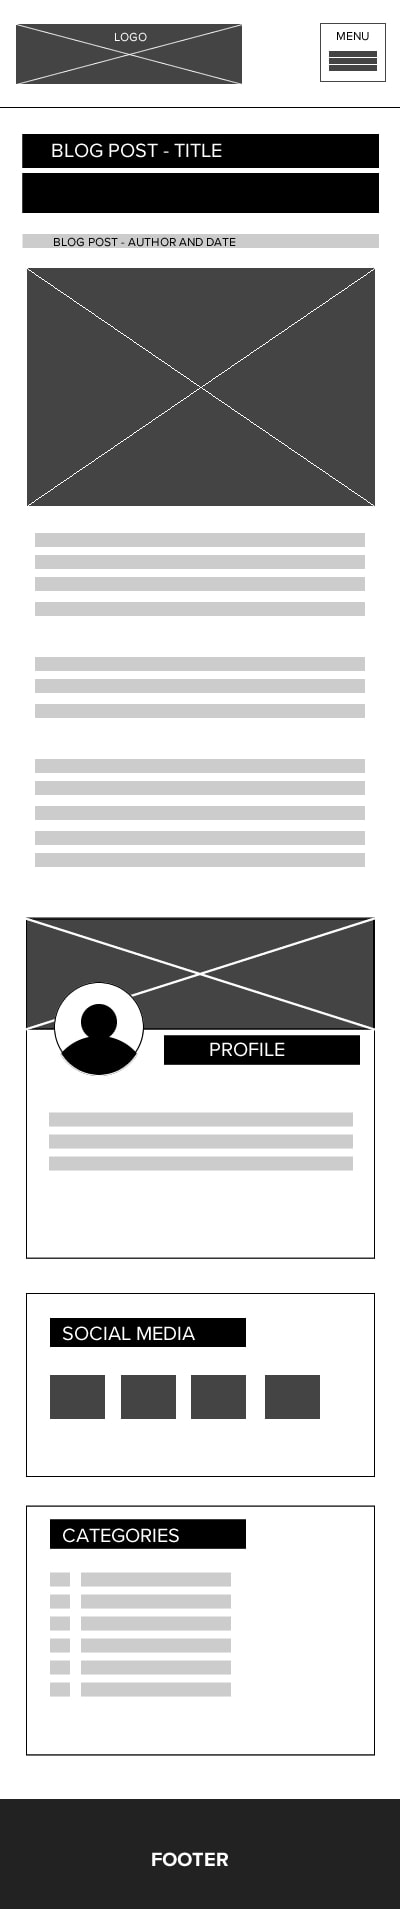 LOGO
MENU
BLOG POST - TITLE
BLOG POST - AUTHOR AND DATE
PROFILE
SOCIAL MEDIA
CATEGORIES
FOOTER